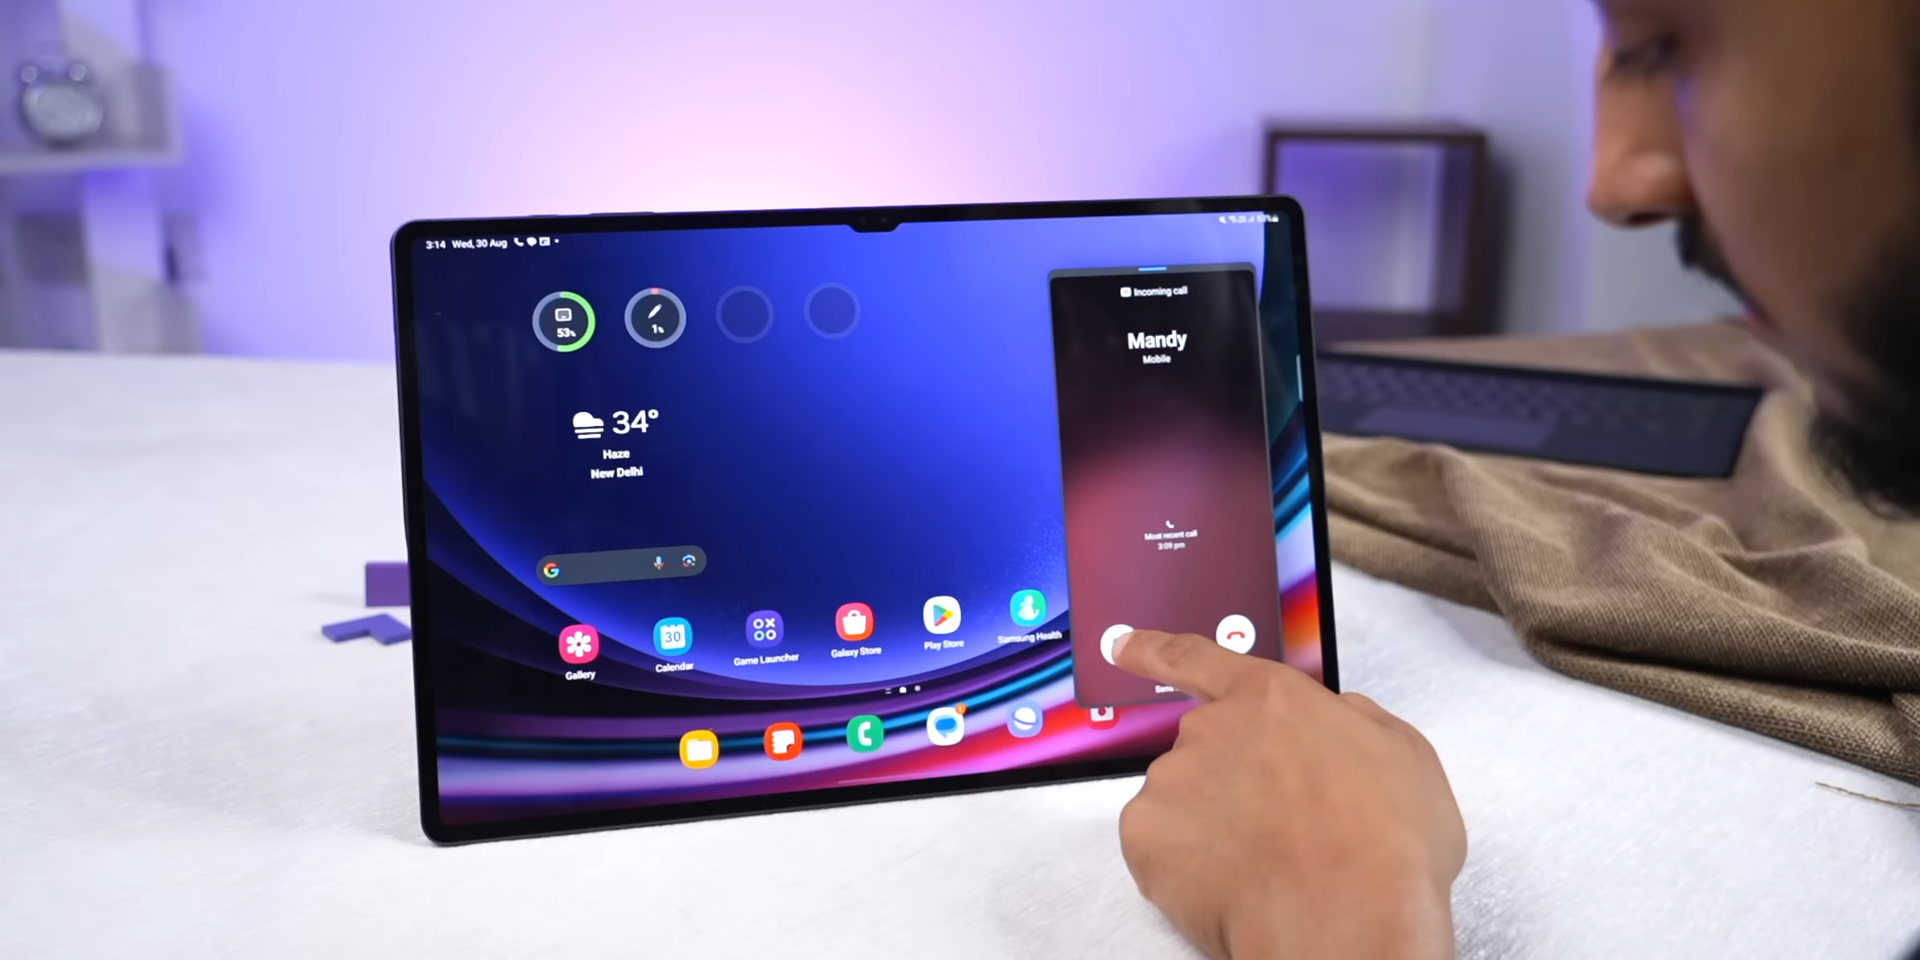 3:14 Wed, 30 Aug
53%
1%
34°
Haze
New Delhi
G
Gallery
30
Calendar
Game Launcher
Galaxy Store
Play Store
Samsung Health
Incoming call
Mandy
Mobile
Most recent call
3:09 pm